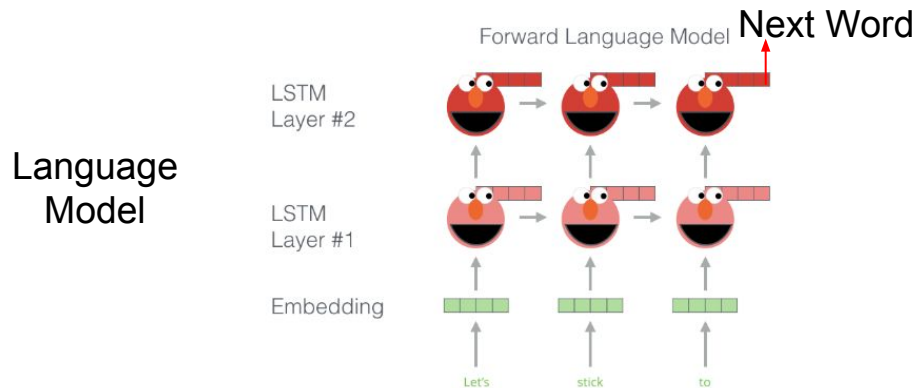 Forward Language Model
Next Word
LSTM
Layer #2
Language
Model
LSTM
Layer #1
Embedding
Let's
stick
to